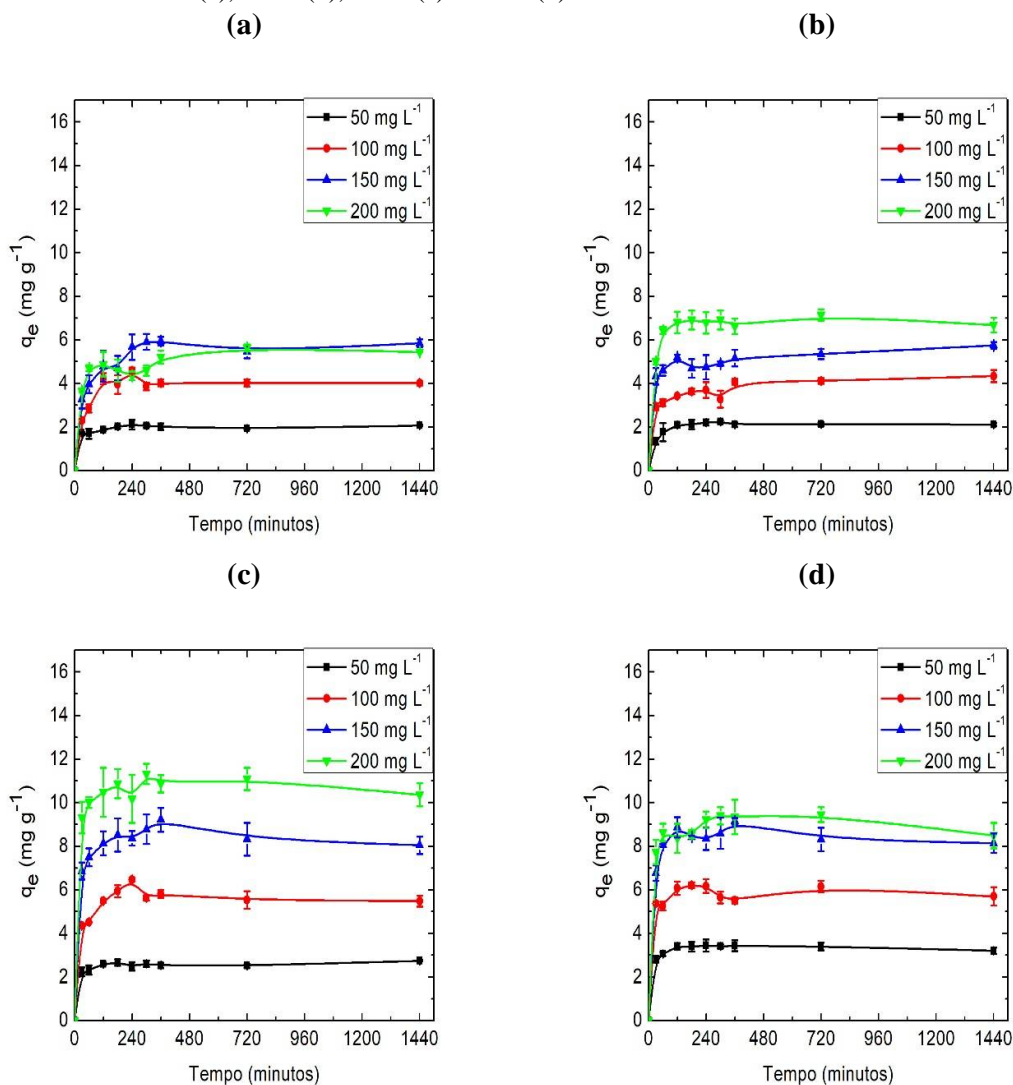 (a)
(b)
50 mg L⁻¹
100 mg L⁻¹
150 mg L⁻¹
200 mg L⁻¹
16
14
12
10
8
6
4
2
0
qe (mg g⁻¹)
0 240 480 720 960 1200 1440
Tempo (minutos)
50 mg L⁻¹
100 mg L⁻¹
150 mg L⁻¹
200 mg L⁻¹
16
14
12
10
8
6
4
2
0
qe (mg g⁻¹)
0 240 480 720 960 1200 1440
Tempo (minutos)
(c)
(d)
50 mg L⁻¹
100 mg L⁻¹
150 mg L⁻¹
200 mg L⁻¹
16
14
12
10
8
6
4
2
0
qe (mg g⁻¹)
0 240 480 720 960 1200 1440
Tempo (minutos)
50 mg L⁻¹
100 mg L⁻¹
150 mg L⁻¹
200 mg L⁻¹
16
14
12
10
8
6
4
2
0
qe (mg g⁻¹)
0 240 480 720 960 1200 1440
Tempo (minutos)